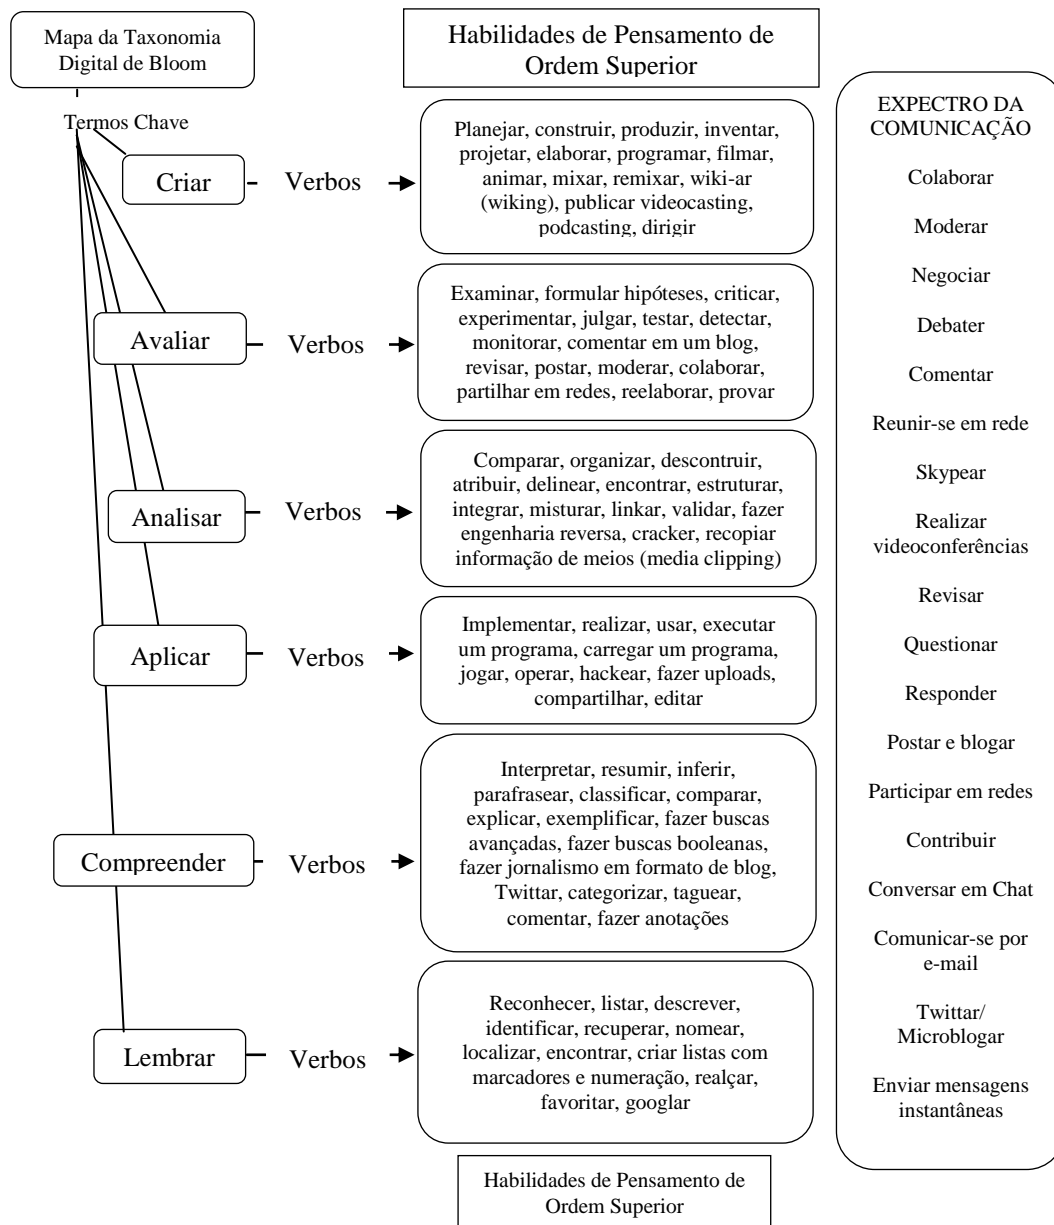 Mapa da Taxonomia
Digital de Bloom
Habilidades de Pensamento de
Ordem Superior
Termos Chave
Criar
Verbos
Planejar, construir, produzir, inventar,
projetar, elaborar, programar, filmar,
animar, mixar, remixar, wiki-ar
(wiking), publicar videocasting,
podcasting, dirigir
Avaliar
Verbos
Examinar, formular hipóteses, criticar,
experimentar, julgar, testar, detectar,
monitorar, comentar em um blog,
revisar, postar, moderar, colaborar,
partilhar em redes, reelaborar, provar
Analisar
Verbos
Comparar, organizar, descontruir,
atribuir, delinear, encontrar, estruturar,
integrar, misturar, linkar, validar, fazer
engenharia reversa, cracker, recopiar
informação de meios (media clipping)
Aplicar
Verbos
Implementar, realizar, usar, executar
um programa, carregar um programa,
jogar, operar, hackear, fazer uploads,
compartilhar, editar
Compreender
Verbos
Interpretar, resumir, inferir,
parafrasear, classificar, comparar,
explicar, exemplificar, fazer buscas
avançadas, fazer buscas booleanas,
fazer jornalismo em formato de blog,
Twittar, categorizar, taguear,
comentar, fazer anotações
Lembrar
Verbos
Reconhecer, listar, descrever,
identificar, recuperar, nomear,
localizar, encontrar, criar listas com
marcadores e numeração, realçar,
favoritar, googlar
Habilidades de Pensamento de
Ordem Superior
EXPECTRO DA
COMUNICAÇÃO
Colaborar
Moderar
Negociar
Debater
Comentar
Reunir-se em rede
Skypear
Realizar
videoconferências
Revisar
Questionar
Responder
Postar e blogar
Participar em redes
Contribuir
Conversar em Chat
Comunicar-se por
e-mail
Twittar/
Microblogar
Enviar mensagens
instantâneas